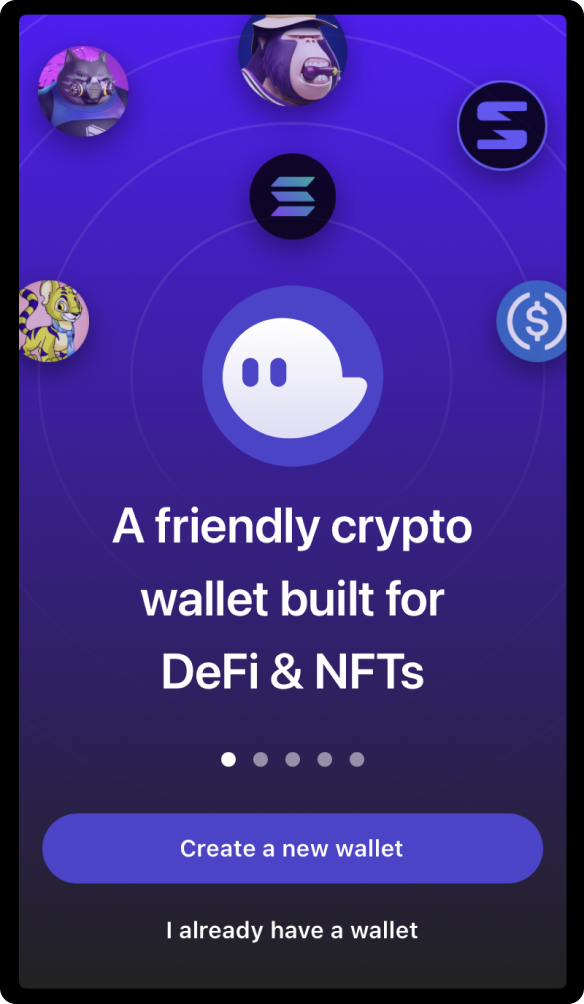 A friendly crypto
wallet built for
DeFi & NFTs
Create a new wallet
I already have a wallet